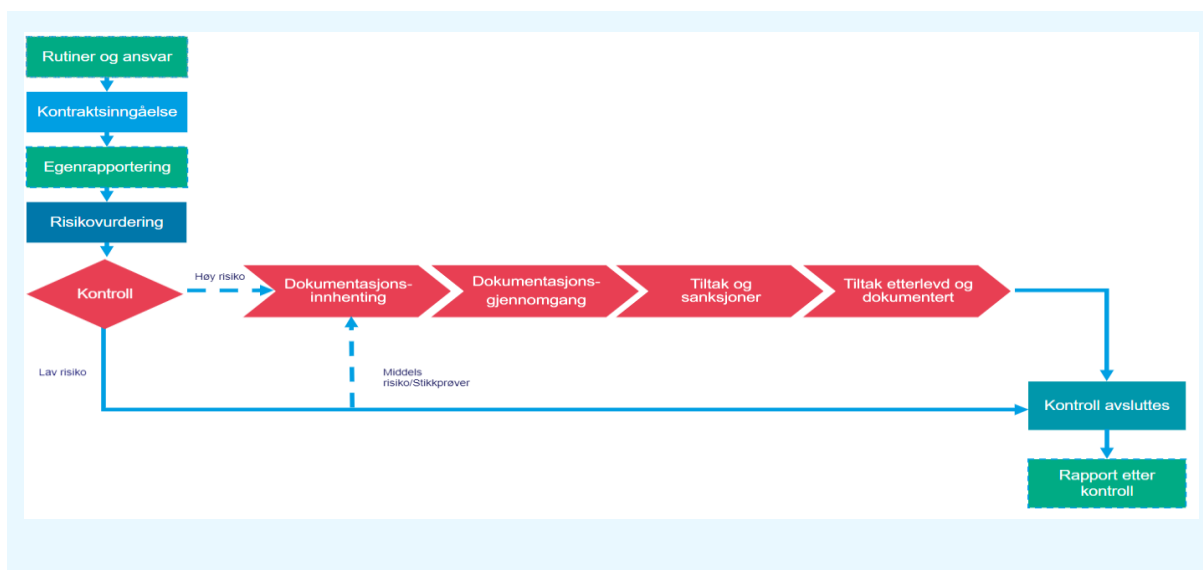 Rutiner og ansvar
Kontraktsinngåelse
Egenrapportering
Risikovurdering
Kontroll
Høy risiko
Dokumentasjons-
innhenting
Dokumentasjons-
gjennomgang
Tiltak og
sanksjoner
Tiltak etterlevd og
dokumentert
Lav risiko
Middels
risiko/Stikkprøver
Kontroll avsluttes
Rapport etter
kontroll